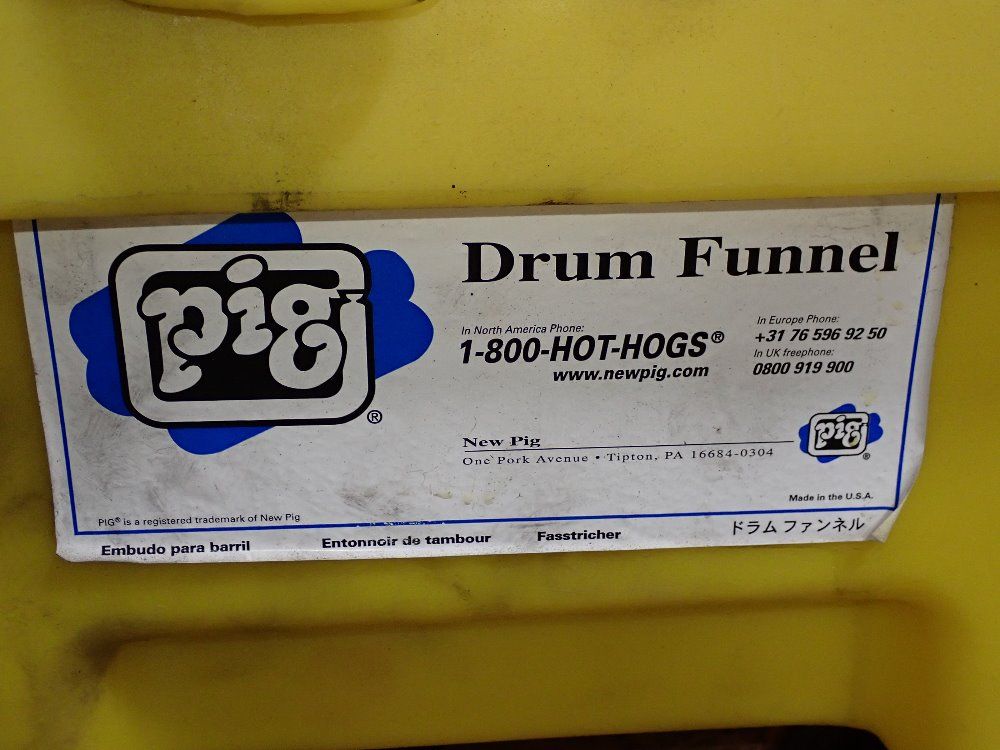 pig
®
Drum Funnel
In North America Phone:
1-800-HOT-HOGS®
www.newpig.com
In Europe Phone:
+31 76 596 92 50
In UK freephone:
0800 919 900
New Pig
One Pork Avenue • Tipton, PA 16684-0304
pig
®
Made in the U.S.A.
PIG® is a registered trademark of New Pig
Embudo para barril
Entonnoir de tambour
Fasstricher
ドラム ファンネル